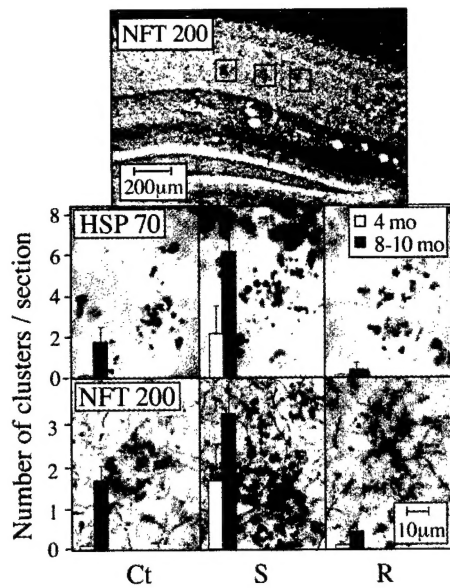 NFT 200
200µm
Number of clusters / section
8
6
4
2
0
HSP 70
4 mo
8-10 mo
3
2
1
0
NFT 200
10µm
Ct
S
R